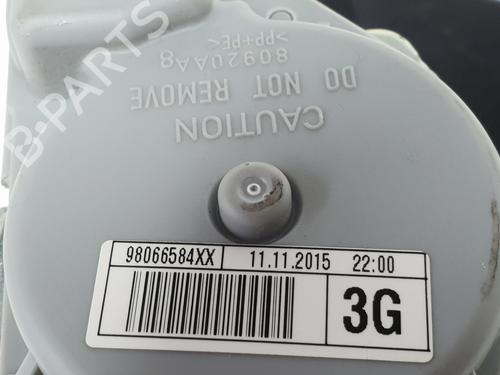 CAUTION
DO NOT REMOVE
80920AA8
>PP+PE<
98066584XX 11.11.2015 22:00
3G
B-PARTS